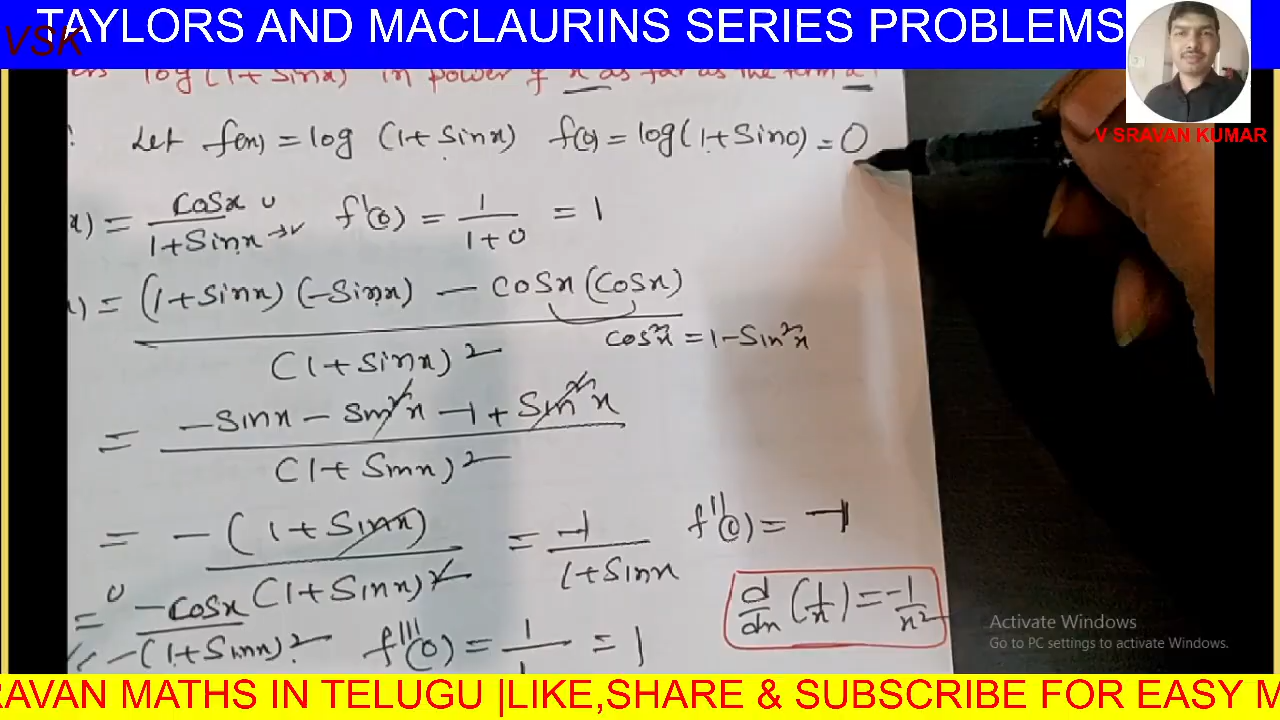 TAYLORS AND MACLAURINS SERIES PROBLEMS
VSK
log(1+Sinx) in power of x as far as the term
V SRAVAN KUMAR
Let f(x) = log (1+Sinx) f(0) = log(1+Sin0) = 0
x) = Cosx / 1+Sinx → v f'(0) = 1 / 1+0 = 1
) = (1+Sinx)(-Sinx) - Cosx(Cosx) / (1+Sinx)²
Cos²x = 1-Sin²x
= -Sinx - Sin²x -1 + Sin²x / (1+Sinx)²
= -(1+Sinx) / (1+Sinx)² = -1 / 1+Sinx f''(0) = -1
d/dx (1/x) = -1/x²
= -Cosx / -(1+Sinx)² f'''(0) = 1 / 1 = 1
Activate Windows
Go to PC settings to activate Windows.
RAVAN MATHS IN TELUGU |LIKE,SHARE & SUBSCRIBE FOR EASY M